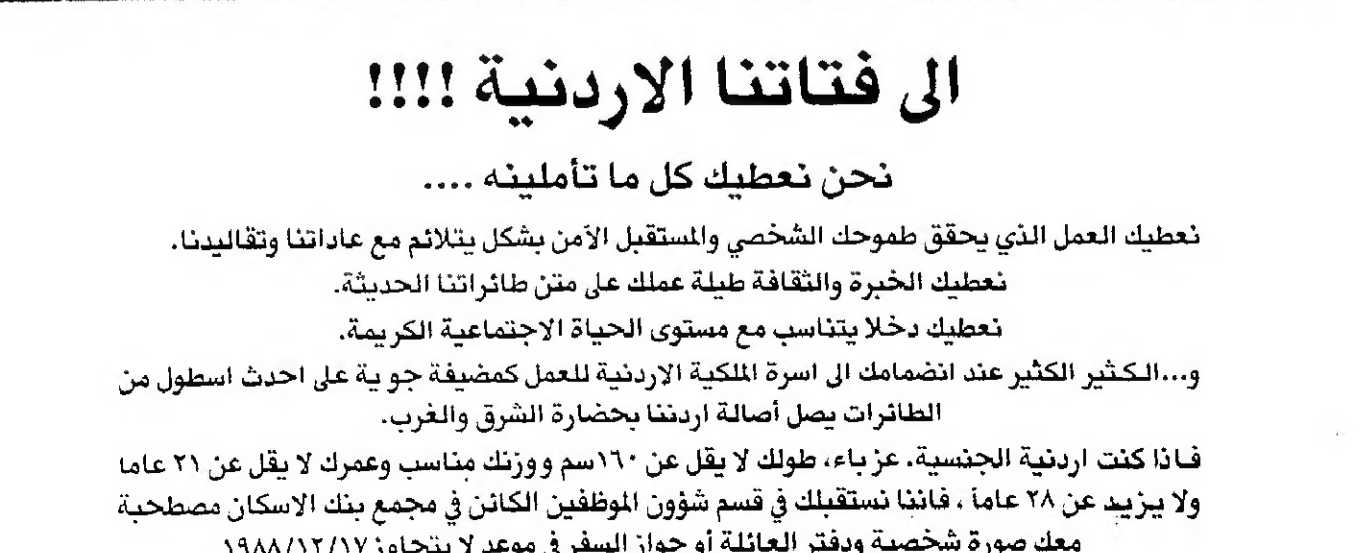 الى فتاتنا الاردنية !!!!
نحن نعطيك كل ما تأملينه ....
نعطيك العمل الذي يحقق طموحك الشخصي والمستقبل الآمن بشكل يتلائم مع عاداتنا وتقاليدنا.
نعطيك الخبرة والثقافة طيلة عملك على متن طائراتنا الحديثة.
نعطيك دخلا يتناسب مع مستوى الحياة الاجتماعية الكريمة.
و...الكثير الكثير عند انضمامك الى اسرة الملكية الاردنية للعمل كمضيفة جوية على احدث اسطول من
الطائرات يصل أصالة اردننا بحضارة الشرق والغرب.
فاذا كنت اردنية الجنسية، عزباء، طولك لا يقل عن ١٦٠سم ووزنك مناسب وعمرك لا يقل عن ٢١ عاما
ولا يزيد عن ٢٨ عاماً ، فاننا نستقبلك في قسم شؤون الموظفين الكائن في مجمع بنك الاسكان مصطحبة
معك صورة شخصية ودفتر العائلة أو جواز السفر في موعد لا يتجاوز ١٩٨٨/١٢/١٧